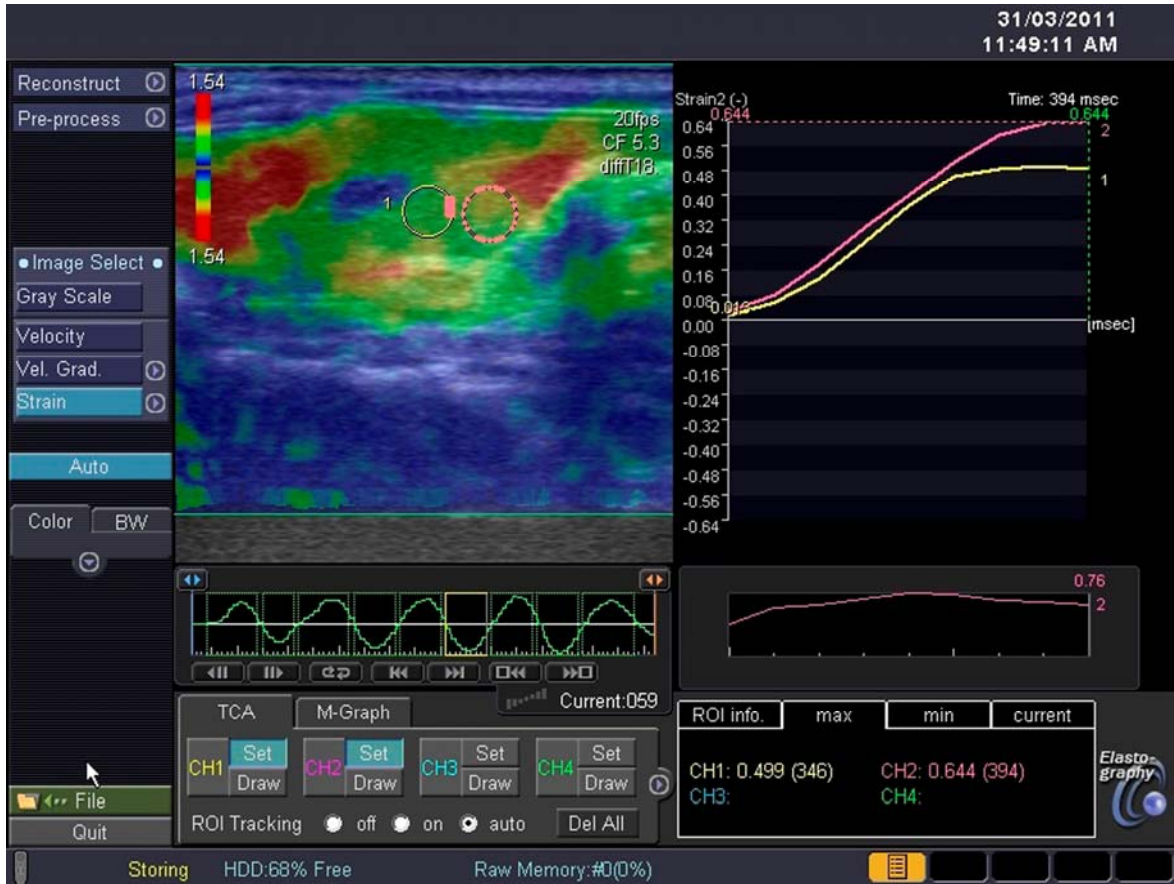 31/03/2011
11:49:11 AM
Reconstruct
Pre-process
Image Select
Gray Scale
Velocity
Vel. Grad.
Strain
Auto
Color BW
File
Quit
1.54
1.54
20fps
CF 5.3
diffT18.
1
Strain2 (-) Time: 394 msec
0.644 0.644
0.64 2
0.56
0.48 1
0.40
0.32
0.24
0.16
0.08 0.013
0.00 [msec]
-0.08
-0.16
-0.24
-0.32
-0.40
-0.48
-0.56
-0.64
0.76
2
Current:059
TCA M-Graph
CH1 Set Draw CH2 Set Draw CH3 Set Draw CH4 Set Draw
ROI Tracking off on auto Del All
ROI info. max min current
CH1: 0.499 (346) CH2: 0.644 (394)
CH3: CH4:
Elasto-
graphy
Storing HDD:68% Free Raw Memory:#0(0%)